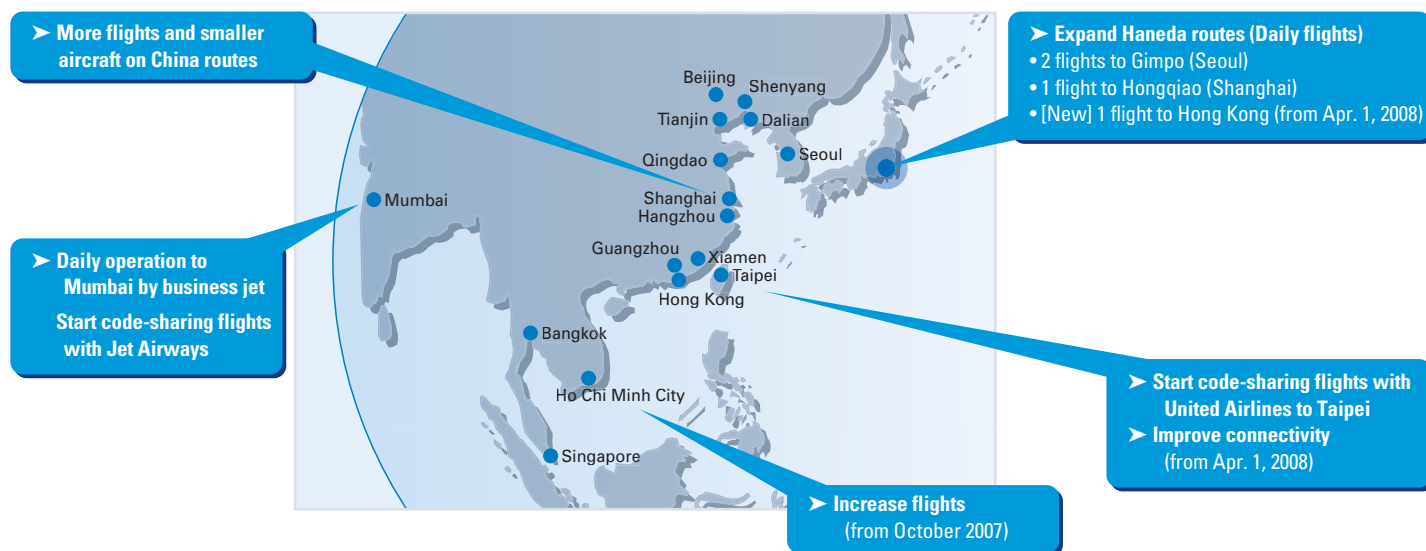 ➤ More flights and smaller
aircraft on China routes
➤ Expand Haneda routes (Daily flights)
• 2 flights to Gimpo (Seoul)
• 1 flight to Hongqiao (Shanghai)
• [New] 1 flight to Hong Kong (from Apr. 1, 2008)
Beijing
Shenyang
Tianjin
Dalian
Seoul
Qingdao
Shanghai
Hangzhou
Mumbai
Guangzhou
Xiamen
Taipei
Hong Kong
➤ Daily operation to
Mumbai by business jet
Start code-sharing flights
with Jet Airways
Bangkok
Ho Chi Minh City
Singapore
➤ Start code-sharing flights with
United Airlines to Taipei
➤ Improve connectivity
(from Apr. 1, 2008)
➤ Increase flights
(from October 2007)